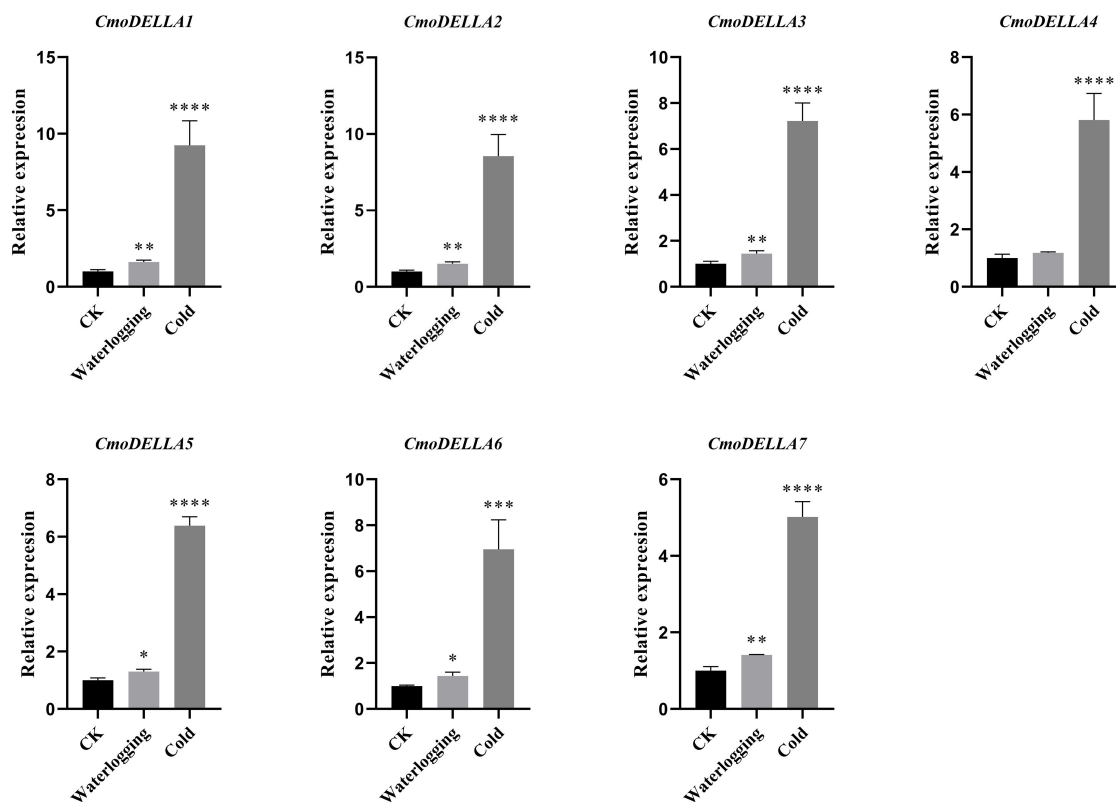 CmoDELLA1
Relative expreesion
15
10
5
0
**
****
CK
Waterlogging
Cold
CmoDELLA2
Relative expreesion
15
10
5
0
**
****
CK
Waterlogging
Cold
CmoDELLA3
Relative expreesion
10
8
6
4
2
0
**
****
CK
Waterlogging
Cold
CmoDELLA4
Relative expreesion
8
6
4
2
0
****
CK
Waterlogging
Cold
CmoDELLA5
Relative expreesion
8
6
4
2
0
*
****
CK
Waterlogging
Cold
CmoDELLA6
Relative expreesion
10
8
6
4
2
0
*
***
CK
Waterlogging
Cold
CmoDELLA7
Relative expreesion
6
4
2
0
**
****
CK
Waterlogging
Cold